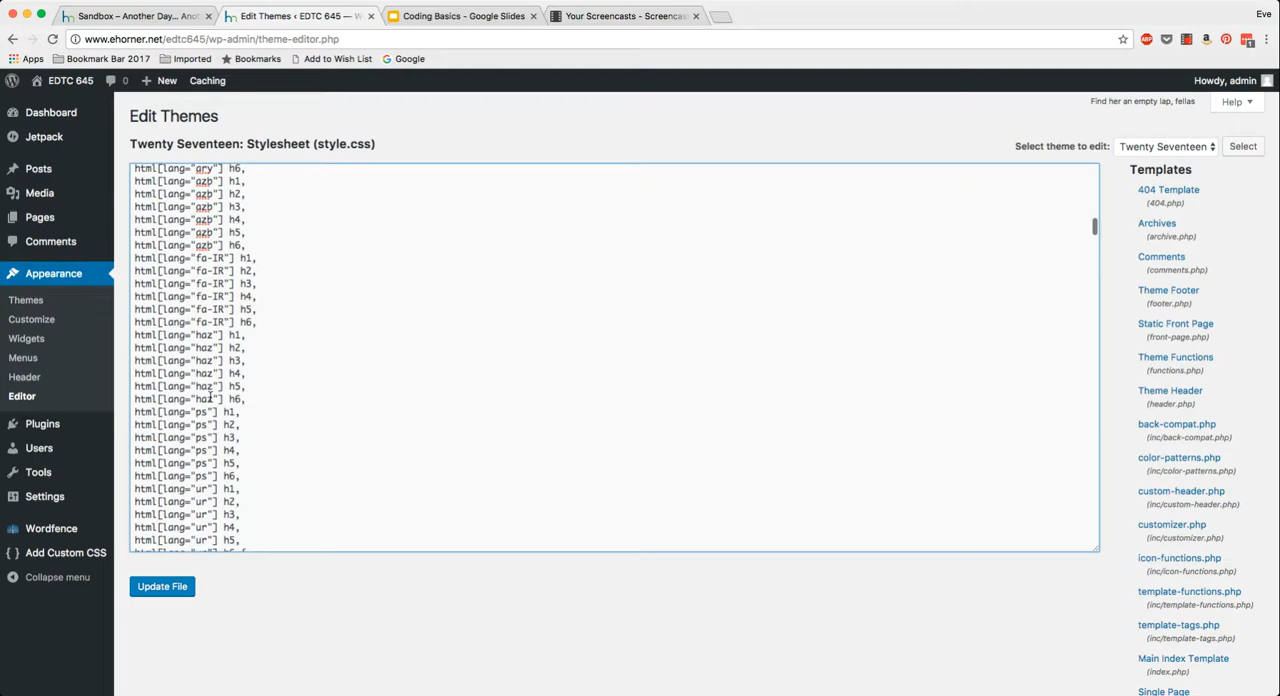 Sandbox – Another Day... Ano
Edit Themes ‹ EDTC 645 — W
Coding Basics - Google Slides
Your Screencasts - Screencas
Eve
www.ehorner.net/edtc645/wp-admin/theme-editor.php
Apps
Bookmark Bar 2017
Imported
Bookmarks
Add to Wish List
Google
EDTC 645
0
New
Caching
Howdy, admin
Dashboard
Jetpack
Posts
Media
Pages
Comments
Appearance
Themes
Customize
Widgets
Menus
Header
Editor
Plugins
Users
Tools
Settings
Wordfence
Add Custom CSS
Collapse menu
Find her an empty lap, fellas
Help
Edit Themes
Twenty Seventeen: Stylesheet (style.css)
Select theme to edit:
Twenty Seventeen
Select
html[lang="ary"] h6,
html[lang="azb"] h1,
html[lang="azb"] h2,
html[lang="azb"] h3,
html[lang="azb"] h4,
html[lang="azb"] h5,
html[lang="azb"] h6,
html[lang="fa-IR"] h1,
html[lang="fa-IR"] h2,
html[lang="fa-IR"] h3,
html[lang="fa-IR"] h4,
html[lang="fa-IR"] h5,
html[lang="fa-IR"] h6,
html[lang="haz"] h1,
html[lang="haz"] h2,
html[lang="haz"] h3,
html[lang="haz"] h4,
html[lang="haz"] h5,
html[lang="haz"] h6,
html[lang="ps"] h1,
html[lang="ps"] h2,
html[lang="ps"] h3,
html[lang="ps"] h4,
html[lang="ps"] h5,
html[lang="ps"] h6,
html[lang="ur"] h1,
html[lang="ur"] h2,
html[lang="ur"] h3,
html[lang="ur"] h4,
html[lang="ur"] h5,
Update File
Templates
404 Template
(404.php)
Archives
(archive.php)
Comments
(comments.php)
Theme Footer
(footer.php)
Static Front Page
(front-page.php)
Theme Functions
(functions.php)
Theme Header
(header.php)
back-compat.php
(inc/back-compat.php)
color-patterns.php
(inc/color-patterns.php)
custom-header.php
(inc/custom-header.php)
customizer.php
(inc/customizer.php)
icon-functions.php
(inc/icon-functions.php)
template-functions.php
(inc/template-functions.php)
template-tags.php
(inc/template-tags.php)
Main Index Template
(index.php)
Single Page